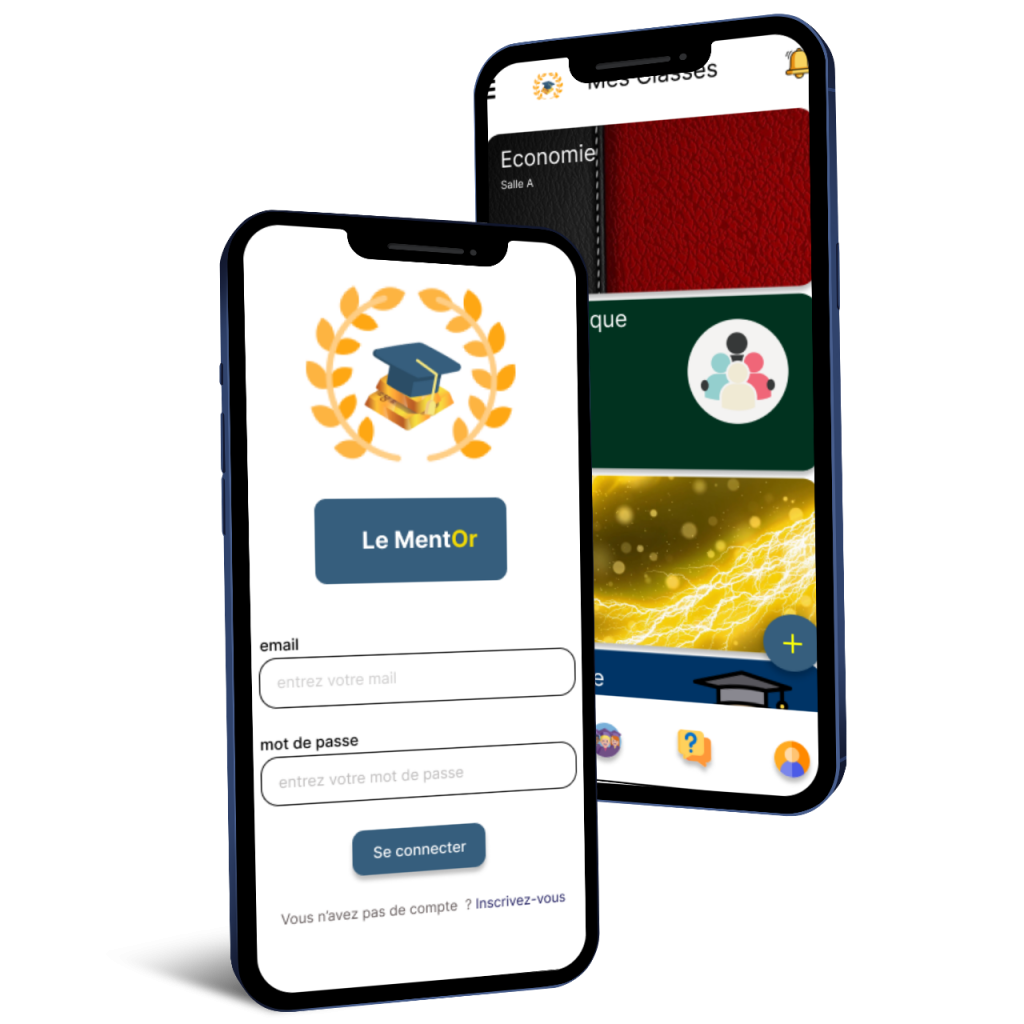 Mes Classes
Economie
Salle A
que
e
Le MentOr
email
entrez votre mail
mot de passe
entrez votre mot de passe
Se connecter
Vous n'avez pas de compte ? Inscrivez-vous